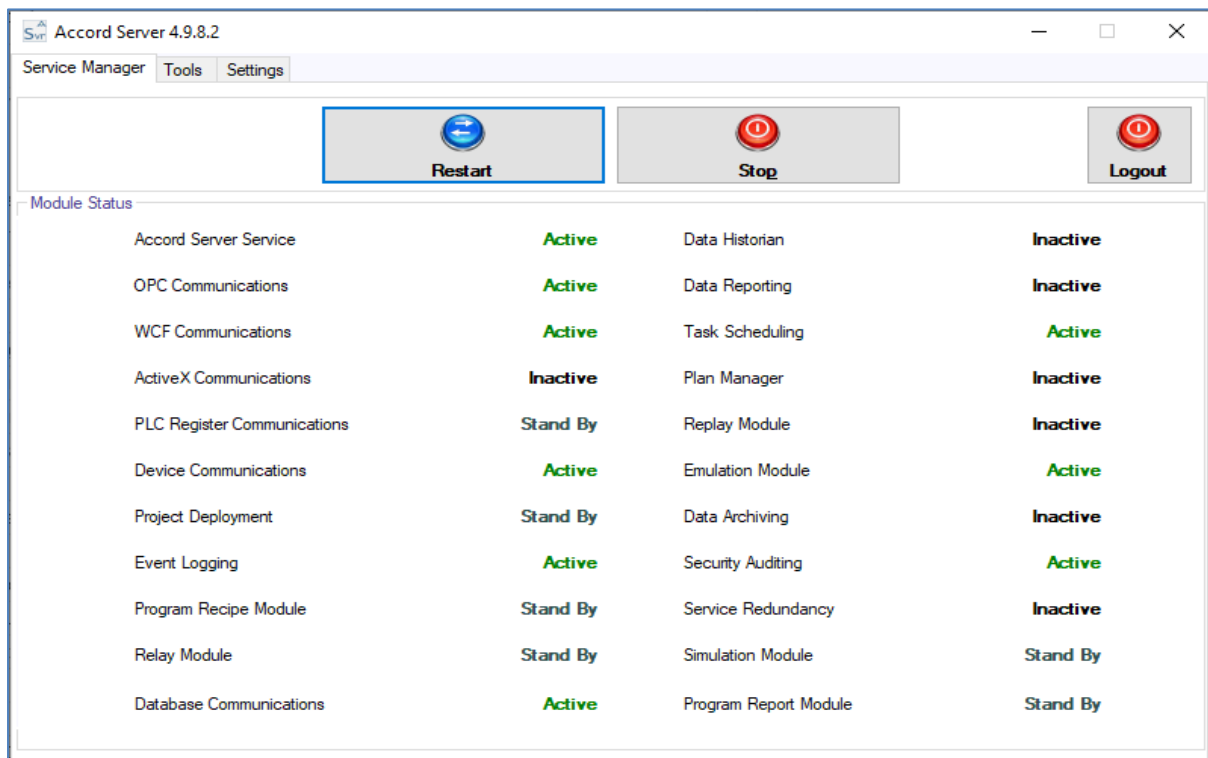 Svr Accord Server 4.9.8.2
Service Manager Tools Settings
Restart Stop Logout
Module Status
Accord Server Service Active Data Historian Inactive
OPC Communications Active Data Reporting Inactive
WCF Communications Active Task Scheduling Active
ActiveX Communications Inactive Plan Manager Inactive
PLC Register Communications Stand By Replay Module Inactive
Device Communications Active Emulation Module Active
Project Deployment Stand By Data Archiving Inactive
Event Logging Active Security Auditing Active
Program Recipe Module Stand By Service Redundancy Inactive
Relay Module Stand By Simulation Module Stand By
Database Communications Active Program Report Module Stand By